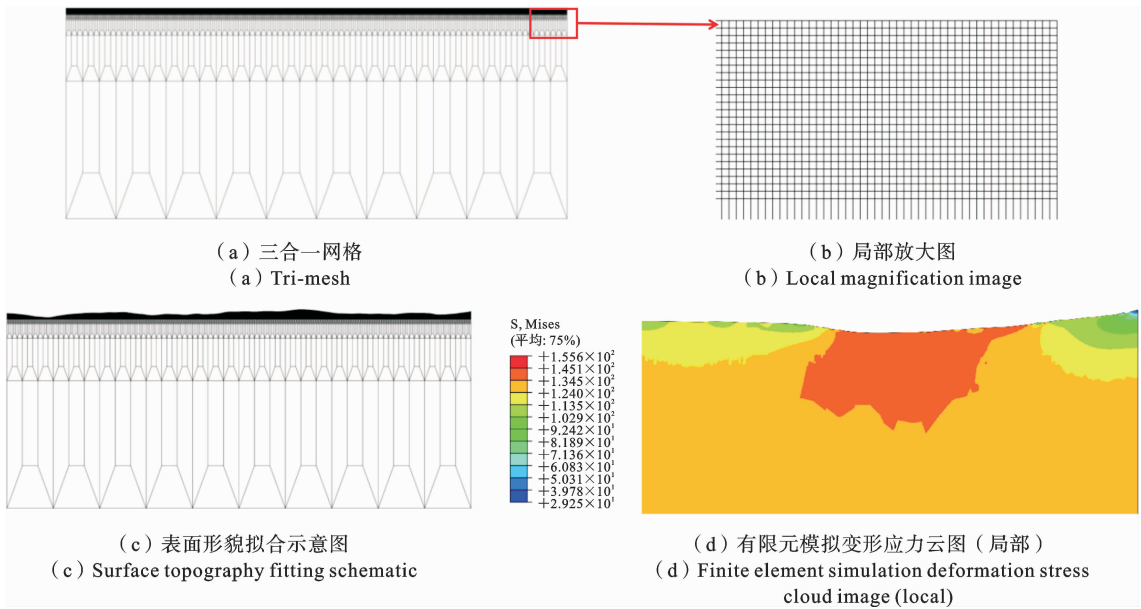 （a）三合一网格
（a）Tri-mesh
（b）局部放大图
（b）Local magnification image
S, Mises
(平均: 75%)
+1.556×10²
+1.451×10²
+1.345×10²
+1.240×10²
+1.135×10²
+1.029×10²
+9.242×10¹
+8.189×10¹
+7.136×10¹
+6.083×10¹
+5.031×10¹
+3.978×10¹
+2.925×10¹
（c）表面形貌拟合示意图
（c）Surface topography fitting schematic
（d）有限元模拟变形应力云图（局部）
（d）Finite element simulation deformation stress
cloud image (local)